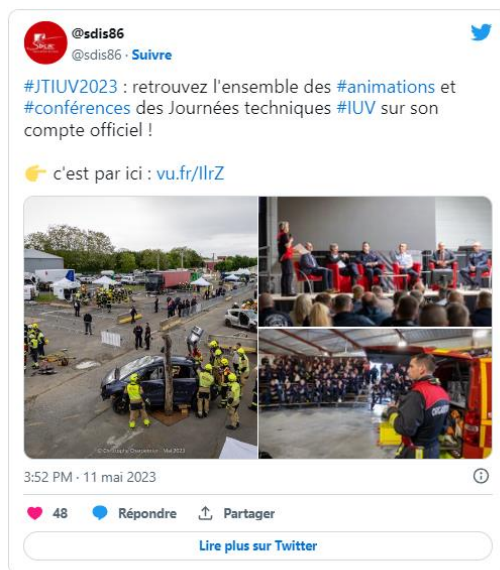 @sdis86
@sdis86 · Suivre
#JTIUV2023 : retrouvez l'ensemble des #animations et
#conférences des Journées techniques #IUV sur son
compte officiel !
👉 c'est par ici : vu.fr/IlrZ
3:52 PM · 11 mai 2023
48 Répondre Partager
Lire plus sur Twitter